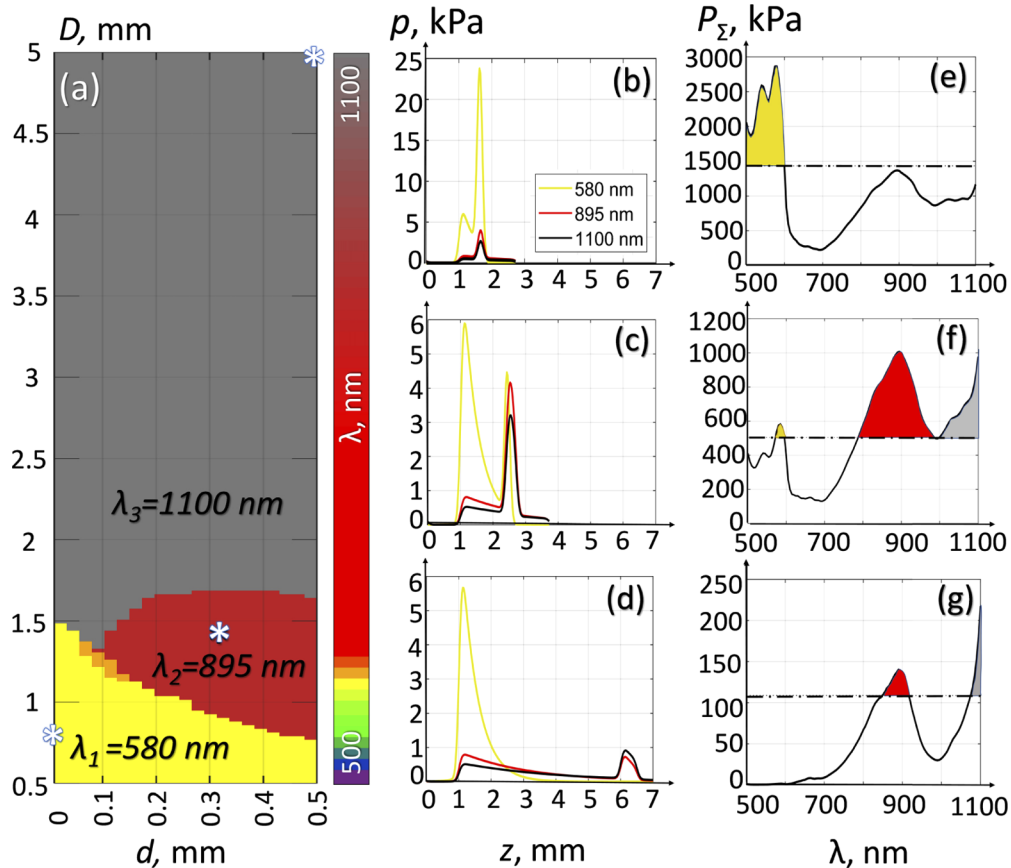 D, mm
5
4.5
4
3.5
3
2.5
2
1.5
1
0.5
(a)
λ₃=1100 nm
λ₂=895 nm
λ₁=580 nm
0
0.1
0.2
0.3
0.4
0.5
d, mm
1100
λ, nm
500
p, kPa
25
20
15
10
5
0
(b)
580 nm
895 nm
1100 nm
0 1 2 3 4 5 6 7
6
5
4
3
2
1
0
(c)
0 1 2 3 4 5 6 7
6
5
4
3
2
1
0
(d)
0 1 2 3 4 5 6 7
z, mm
P_Σ, kPa
3000
2500
2000
1500
1000
500
0
(e)
500 700 900 1100
1200
1000
800
600
400
200
0
(f)
500 700 900 1100
250
200
150
100
50
0
(g)
500 700 900 1100
λ, nm